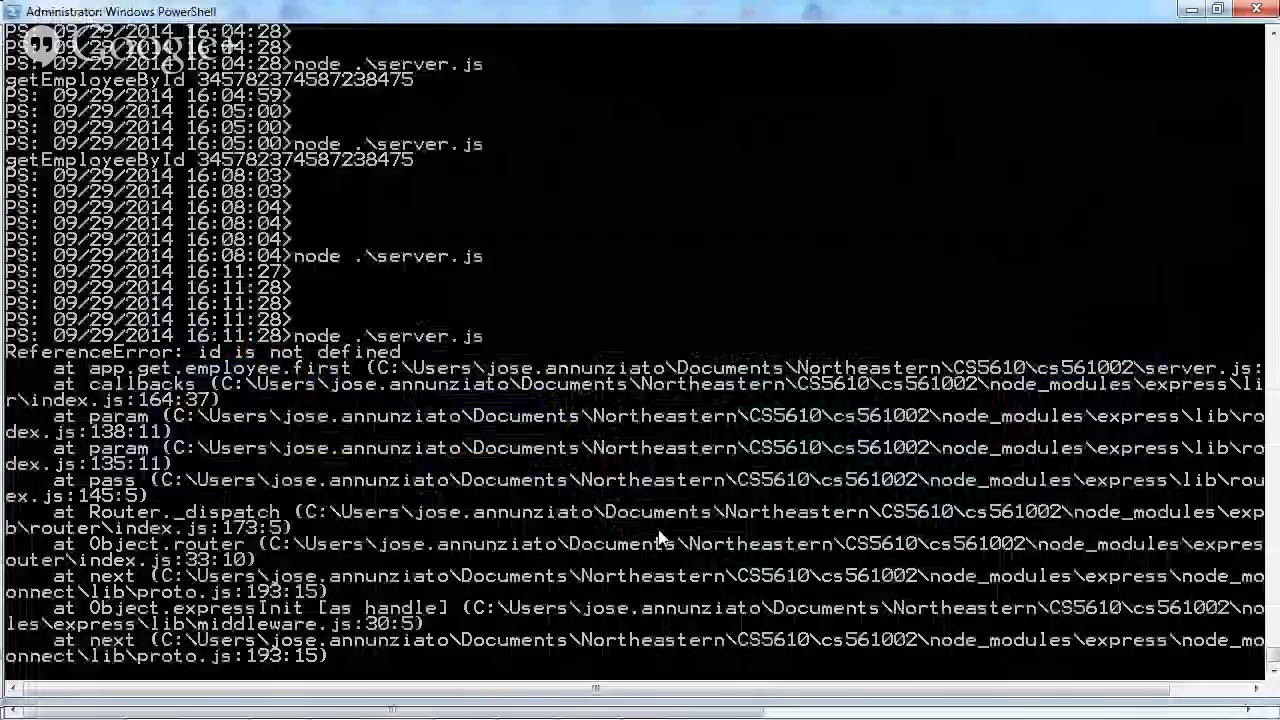 Administrator: Windows PowerShell
PS: 09/29/2014 16:04:28>
PS: 09/29/2014 16:04:28>
Google+
PS: 09/29/2014 16:04:28>node .\server.js
getEmployeeById 345782374587238475
PS: 09/29/2014 16:04:59>
PS: 09/29/2014 16:05:00>
PS: 09/29/2014 16:05:00>
PS: 09/29/2014 16:05:00>node .\server.js
getEmployeeById 345782374587238475
PS: 09/29/2014 16:08:03>
PS: 09/29/2014 16:08:03>
PS: 09/29/2014 16:08:04>
PS: 09/29/2014 16:08:04>
PS: 09/29/2014 16:08:04>
PS: 09/29/2014 16:08:04>node .\server.js
PS: 09/29/2014 16:11:27>
PS: 09/29/2014 16:11:28>
PS: 09/29/2014 16:11:28>
PS: 09/29/2014 16:11:28>
PS: 09/29/2014 16:11:28>node .\server.js
ReferenceError: id is not defined
at app.get.employee.first (C:\Users\jose.annunziato\Documents\Northeastern\CS5610\cs561002\server.js:
at callbacks (C:\Users\jose.annunziato\Documents\Northeastern\CS5610\cs561002\node_modules\express\li
r\index.js:164:37)
at param (C:\Users\jose.annunziato\Documents\Northeastern\CS5610\cs561002\node_modules\express\lib\ro
dex.js:138:11)
at param (C:\Users\jose.annunziato\Documents\Northeastern\CS5610\cs561002\node_modules\express\lib\ro
dex.js:135:11)
at pass (C:\Users\jose.annunziato\Documents\Northeastern\CS5610\cs561002\node_modules\express\lib\rou
ex.js:145:5)
at Router._dispatch (C:\Users\jose.annunziato\Documents\Northeastern\CS5610\cs561002\node_modules\exp
b\router\index.js:173:5)
at Object.router (C:\Users\jose.annunziato\Documents\Northeastern\CS5610\cs561002\node_modules\expres
outer\index.js:33:10)
at next (C:\Users\jose.annunziato\Documents\Northeastern\CS5610\cs561002\node_modules\express\node_mo
onnect\lib\proto.js:193:15)
at Object.expressInit [as handle] (C:\Users\jose.annunziato\Documents\Northeastern\CS5610\cs561002\no
les\express\lib\middleware.js:30:5)
at next (C:\Users\jose.annunziato\Documents\Northeastern\CS5610\cs561002\node_modules\express\node_mo
onnect\lib\proto.js:193:15)